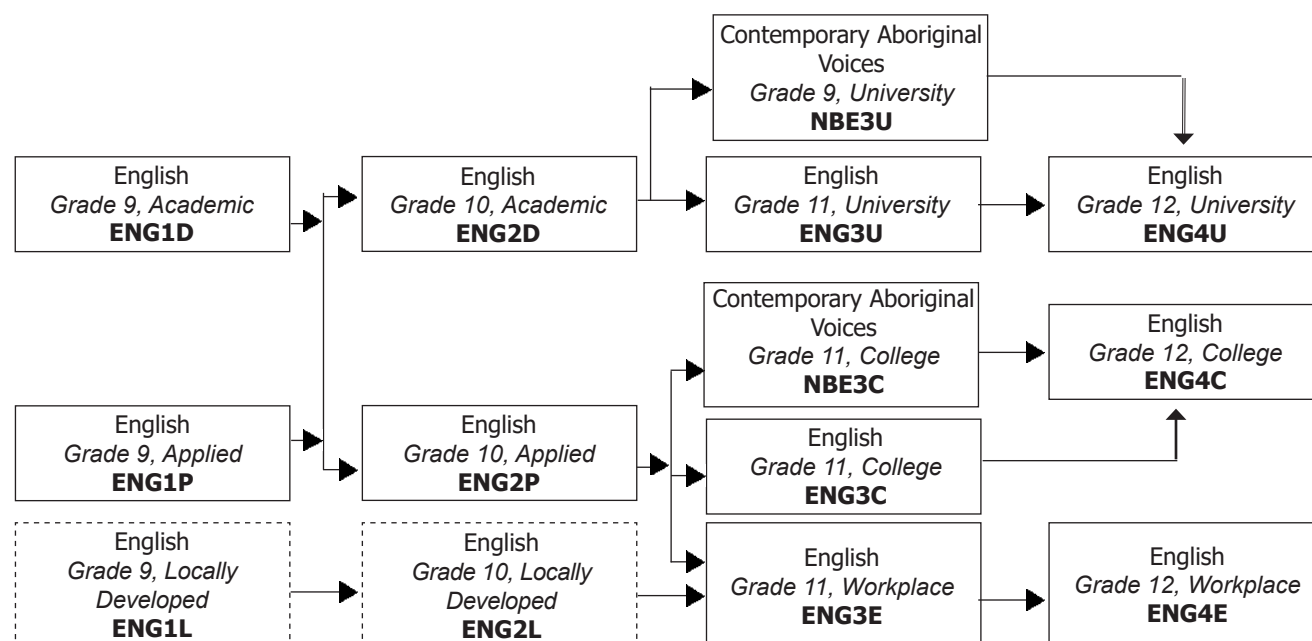 Contemporary Aboriginal
Voices
Grade 9, University
NBE3U
English
Grade 9, Academic
ENG1D
English
Grade 10, Academic
ENG2D
English
Grade 11, University
ENG3U
English
Grade 12, University
ENG4U
Contemporary Aboriginal
Voices
Grade 11, College
NBE3C
English
Grade 12, College
ENG4C
English
Grade 9, Applied
ENG1P
English
Grade 10, Applied
ENG2P
English
Grade 11, College
ENG3C
English
Grade 9, Locally
Developed
ENG1L
English
Grade 10, Locally
Developed
ENG2L
English
Grade 11, Workplace
ENG3E
English
Grade 12, Workplace
ENG4E